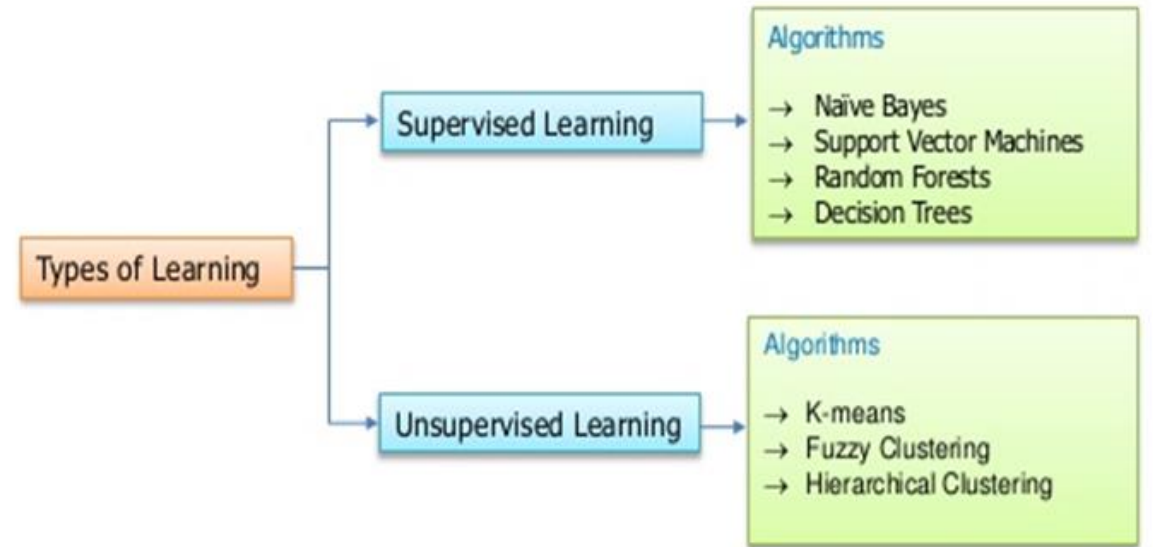 Types of Learning
Supervised Learning
Algorithms
→ Naïve Bayes
→ Support Vector Machines
→ Random Forests
→ Decision Trees
Unsupervised Learning
Algorithms
→ K-means
→ Fuzzy Clustering
→ Hierarchical Clustering